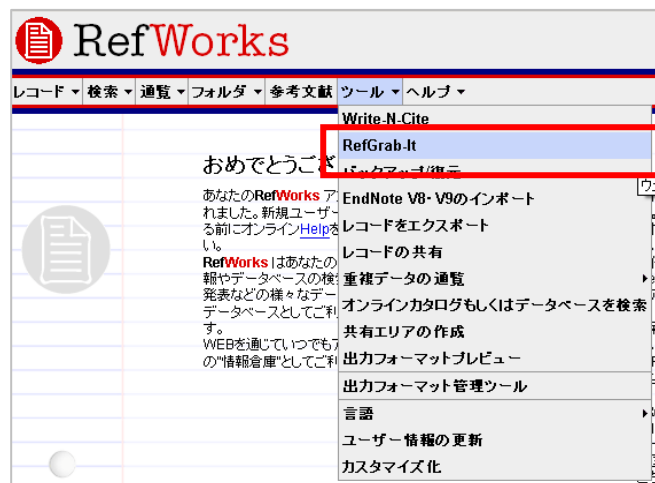 RefWorks
レコード ▼ 検索 ▼ 通覧 ▼ フォルダ ▼ 参考文献 ツール ▼ ヘルプ ▼
Write-N-Cite
RefGrab-It
バックアップ/復元
EndNote V8・V9のインポート
レコードをエクスポート
レコードの共有
重複データの通覧
オンラインカタログもしくはデータベースを検索
共有エリアの作成
出力フォーマットプレビュー
出力フォーマット管理ツール
言語
ユーザー情報の更新
カスタマイズ化
おめでとうござ
あなたのRefWorks ア
れました。新規ユーザー
る前にオンラインHelpを
い。
RefWorks はあなたの
報やデータベースの検
発表などの様々なデー
データベースとしてご利
す。
WEBを通じていつでもア
の"情報倉庫"としてご利